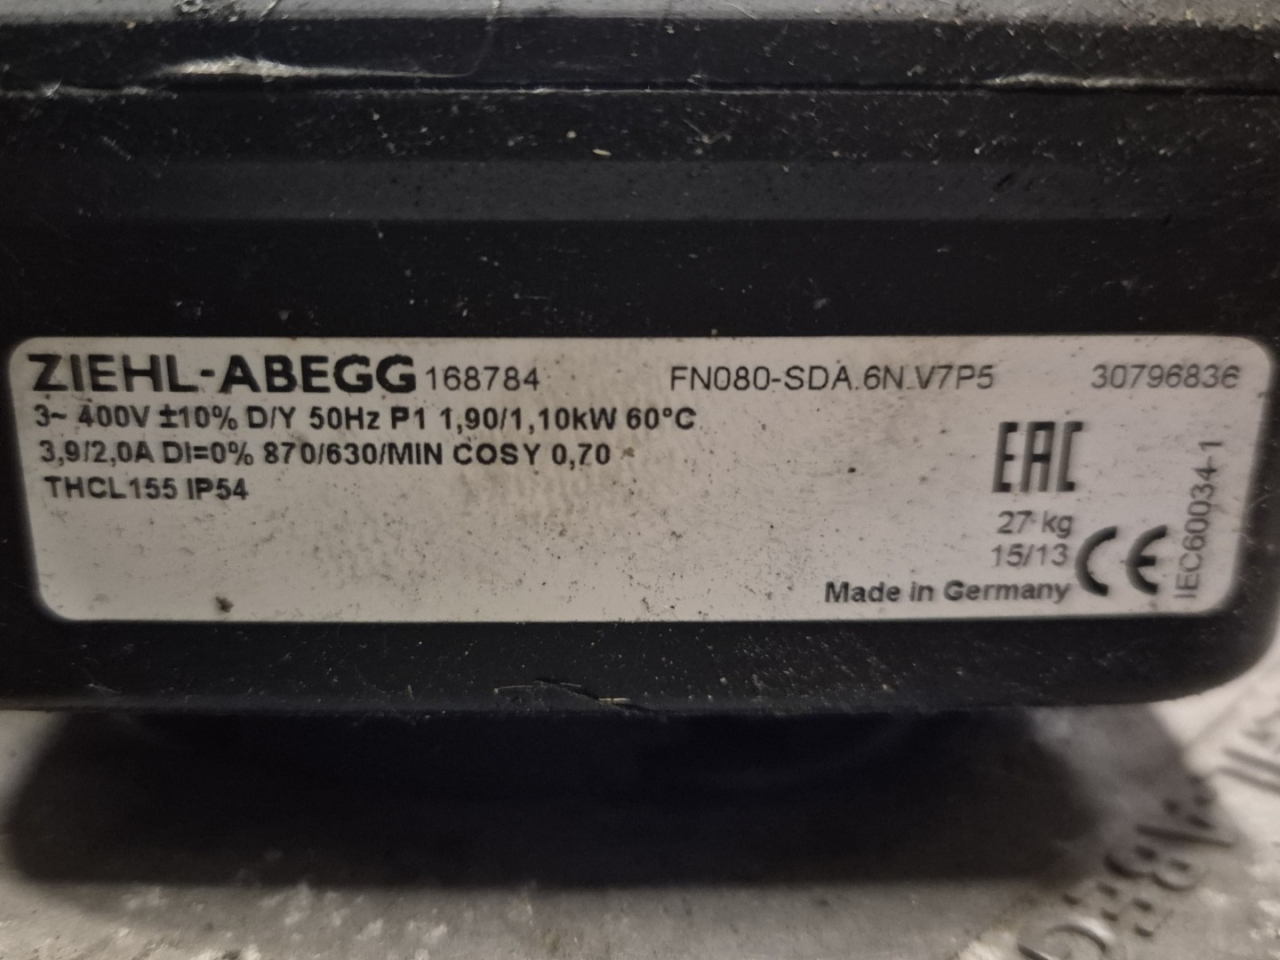 ZIEHL-ABEGG 168784 FN080-SDA.6N.V7P5 30796836
3~ 400V ±10% D/Y 50Hz P1 1,90/1,10kW 60°C
3,9/2,0A DI=0% 870/630/MIN COSY 0,70
THCL155 IP54
EAC
27 kg
15/13
CE
Made in Germany
IEC60034-1